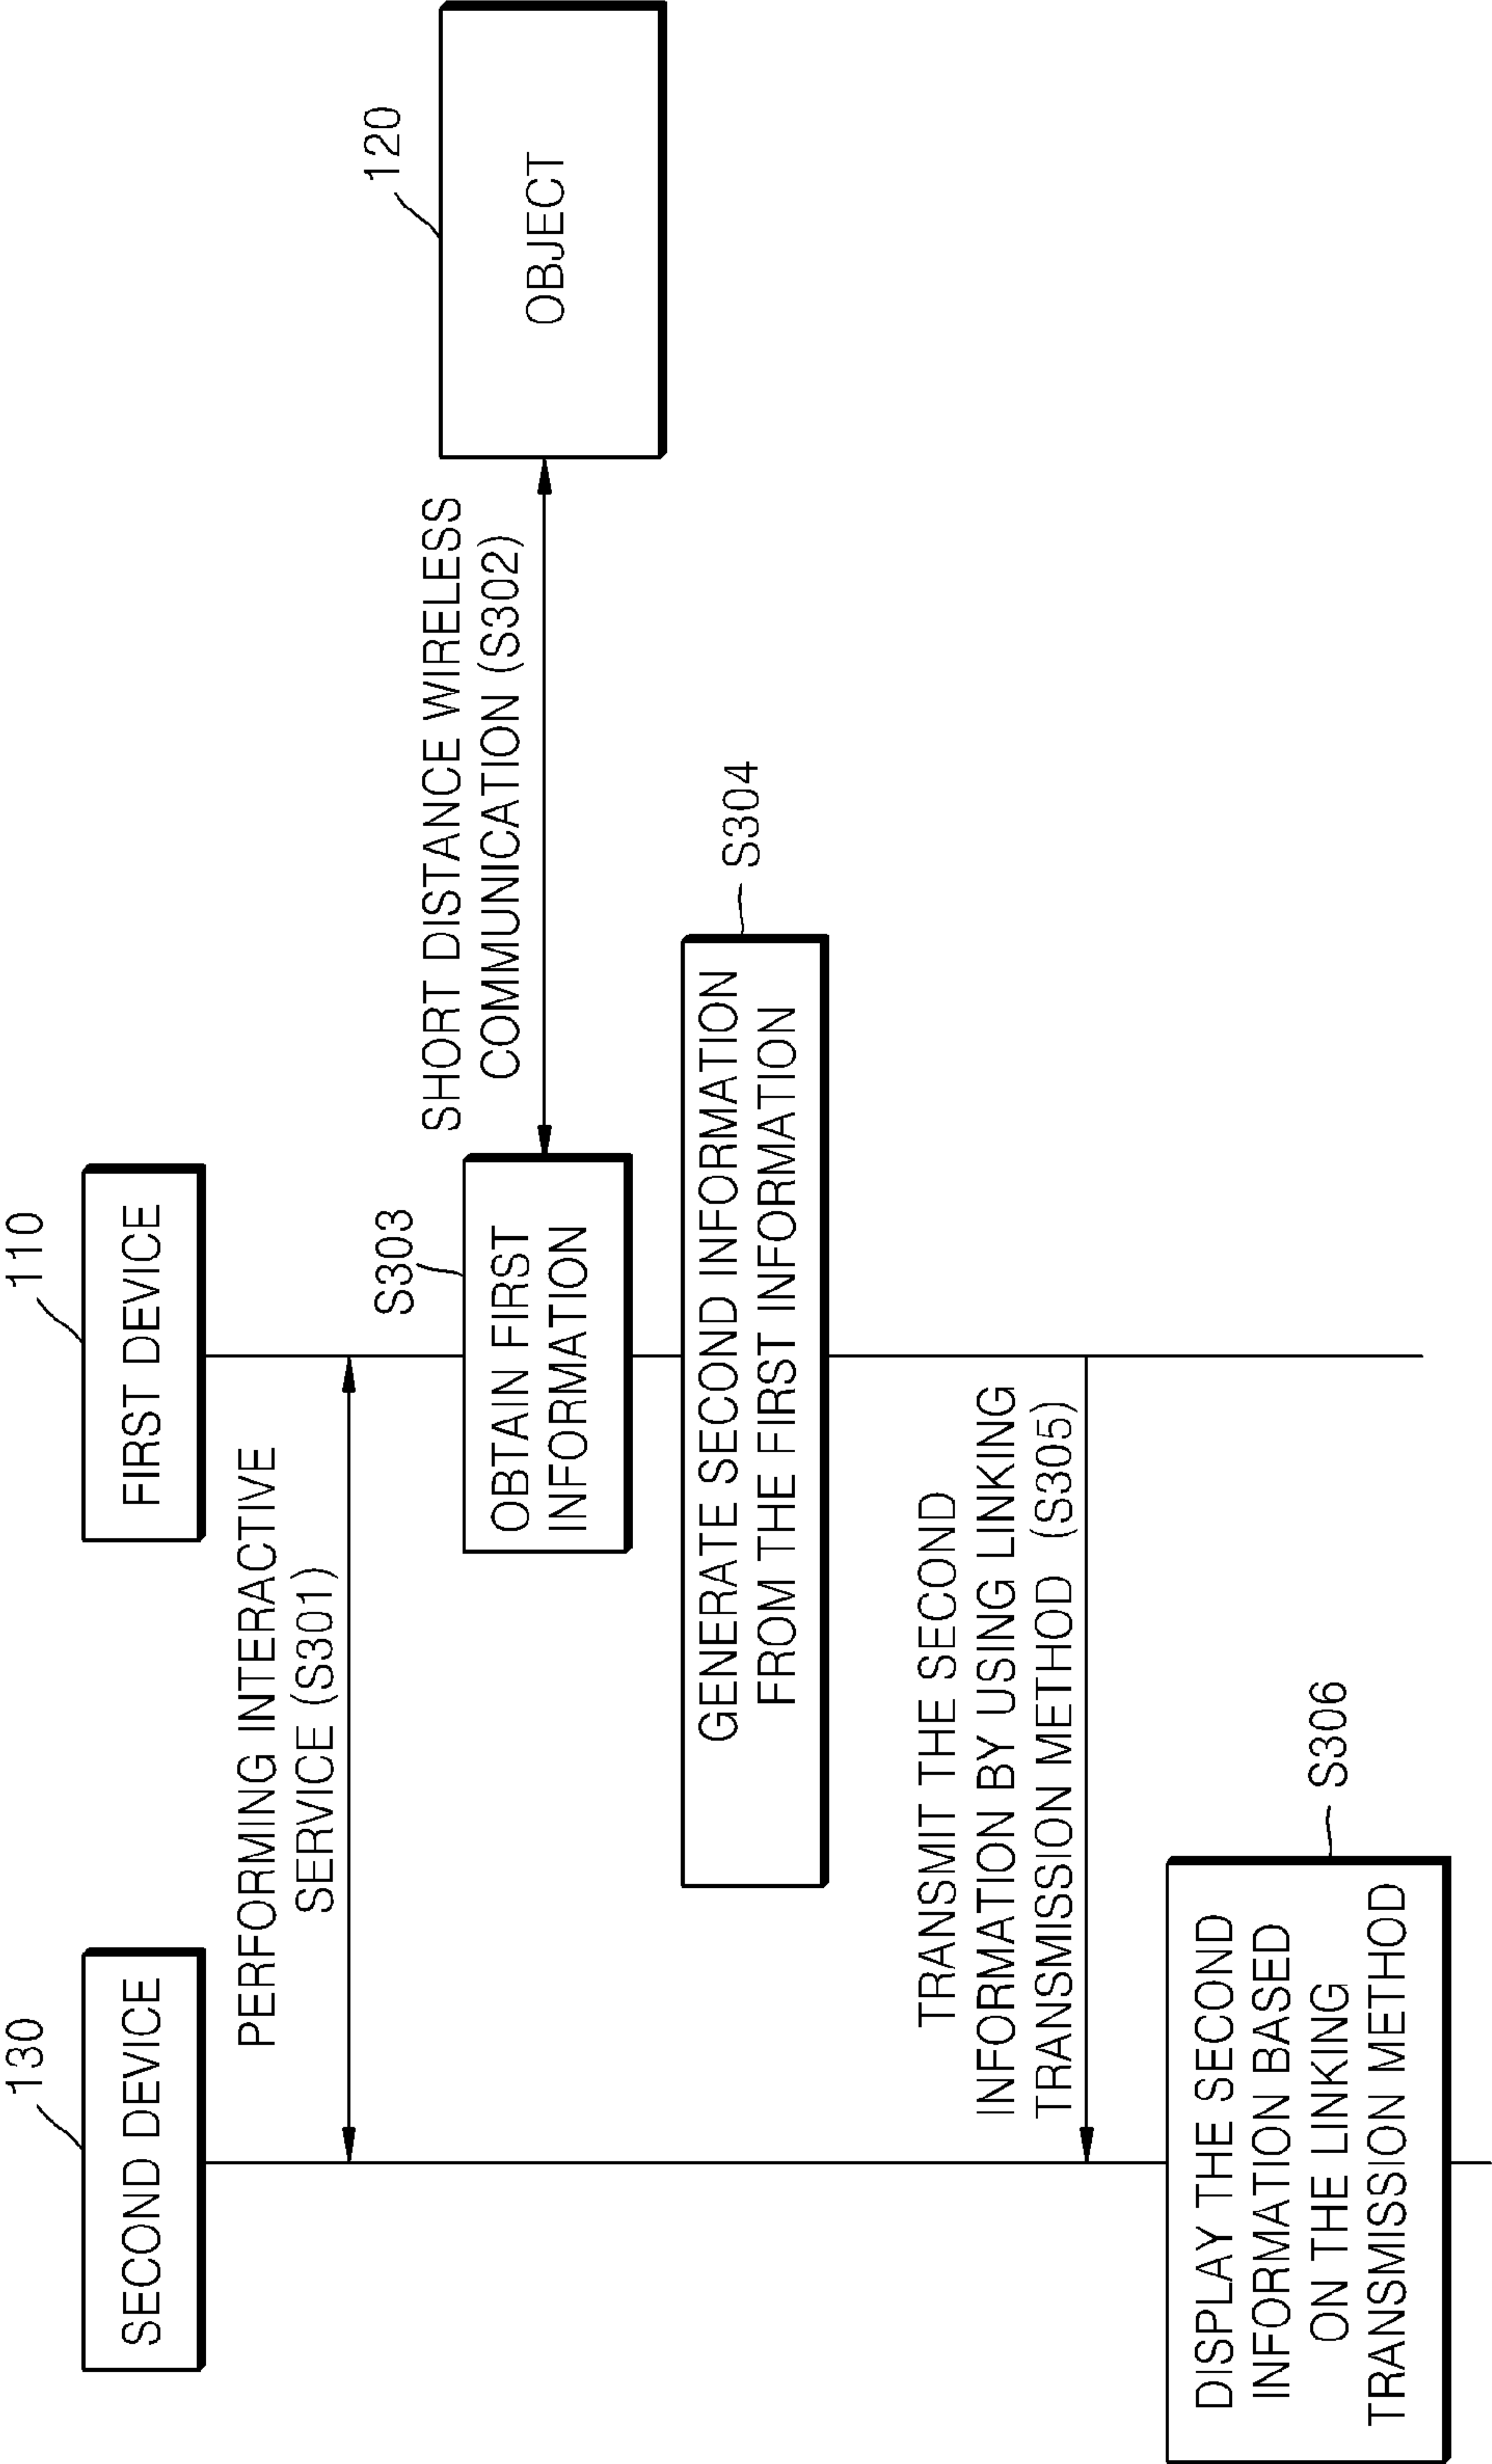 130
SECOND DEVICE
110
FIRST DEVICE
PERFORMING INTERACTIVE
SERVICE (S301)
120
OBJECT
SHORT DISTANCE WIRELESS
COMMUNICATION (S302)
S303
OBTAIN FIRST
INFORMATION
S304
GENERATE SECOND INFORMATION
FROM THE FIRST INFORMATION
TRANSMIT THE SECOND
INFORMATION BY USING LINKING
TRANSMISSION METHOD (S305)
S306
DISPLAY THE SECOND
INFORMATION BASED
ON THE LINKING
TRANSMISSION METHOD